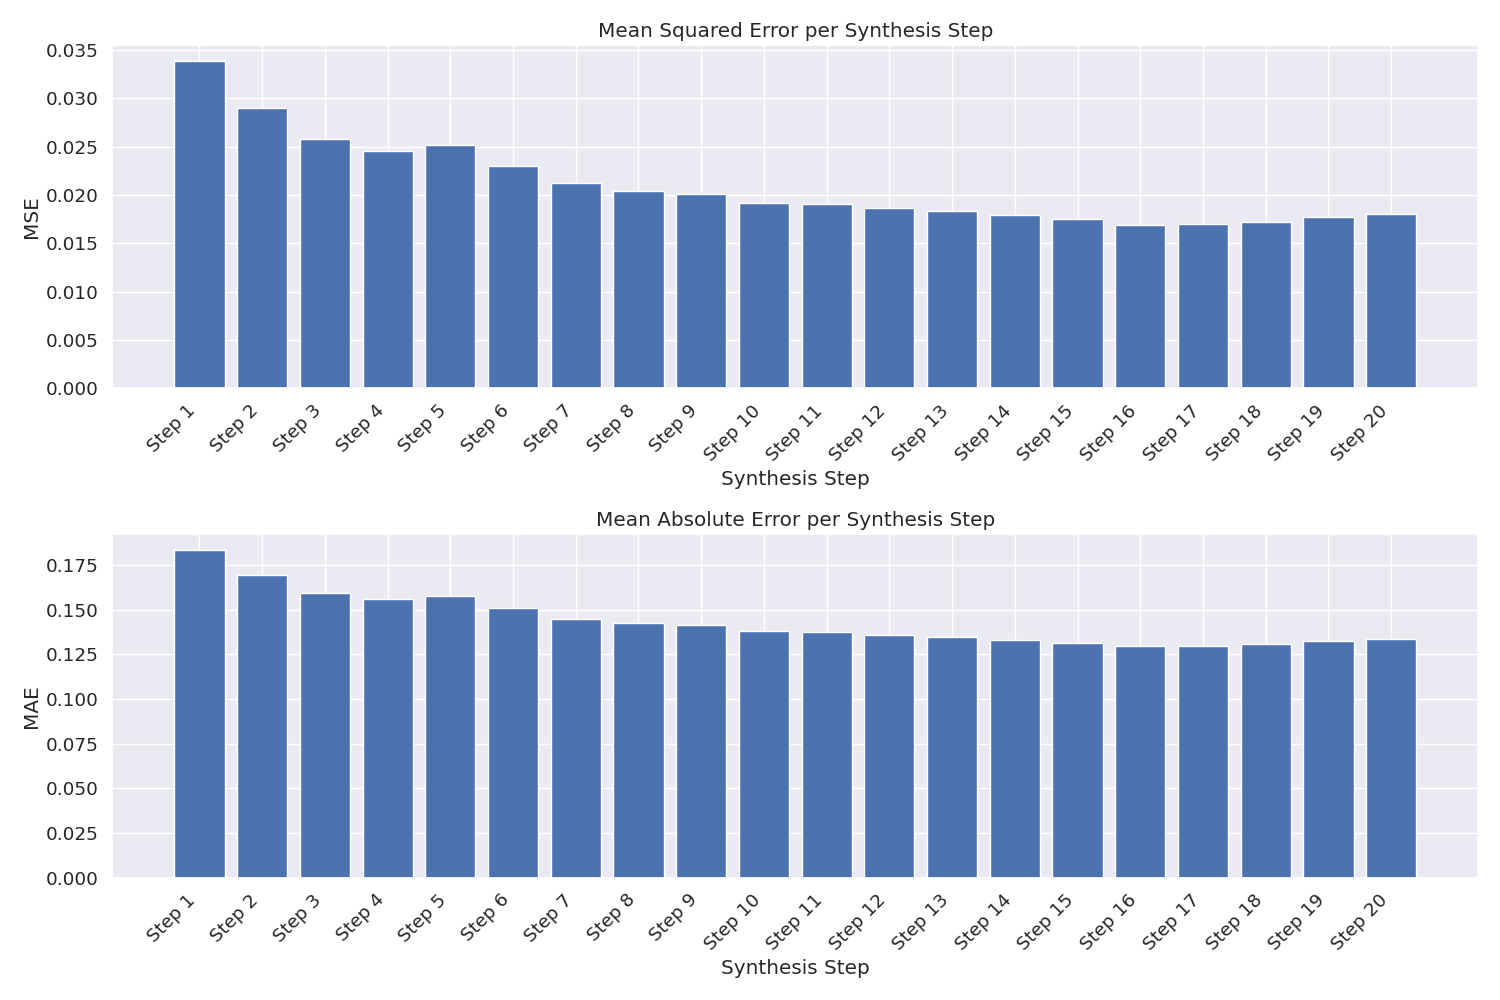 Mean Squared Error per Synthesis Step
0.035
0.030
0.025
0.020
0.015
0.010
0.005
0.000
MSE
Step 1
Step 2
Step 3
Step 4
Step 5
Step 6
Step 7
Step 8
Step 9
Step 10
Step 11
Step 12
Step 13
Step 14
Step 15
Step 16
Step 17
Step 18
Step 19
Step 20
Synthesis Step
Mean Absolute Error per Synthesis Step
0.175
0.150
0.125
0.100
0.075
0.050
0.025
0.000
MAE
Step 1
Step 2
Step 3
Step 4
Step 5
Step 6
Step 7
Step 8
Step 9
Step 10
Step 11
Step 12
Step 13
Step 14
Step 15
Step 16
Step 17
Step 18
Step 19
Step 20
Synthesis Step